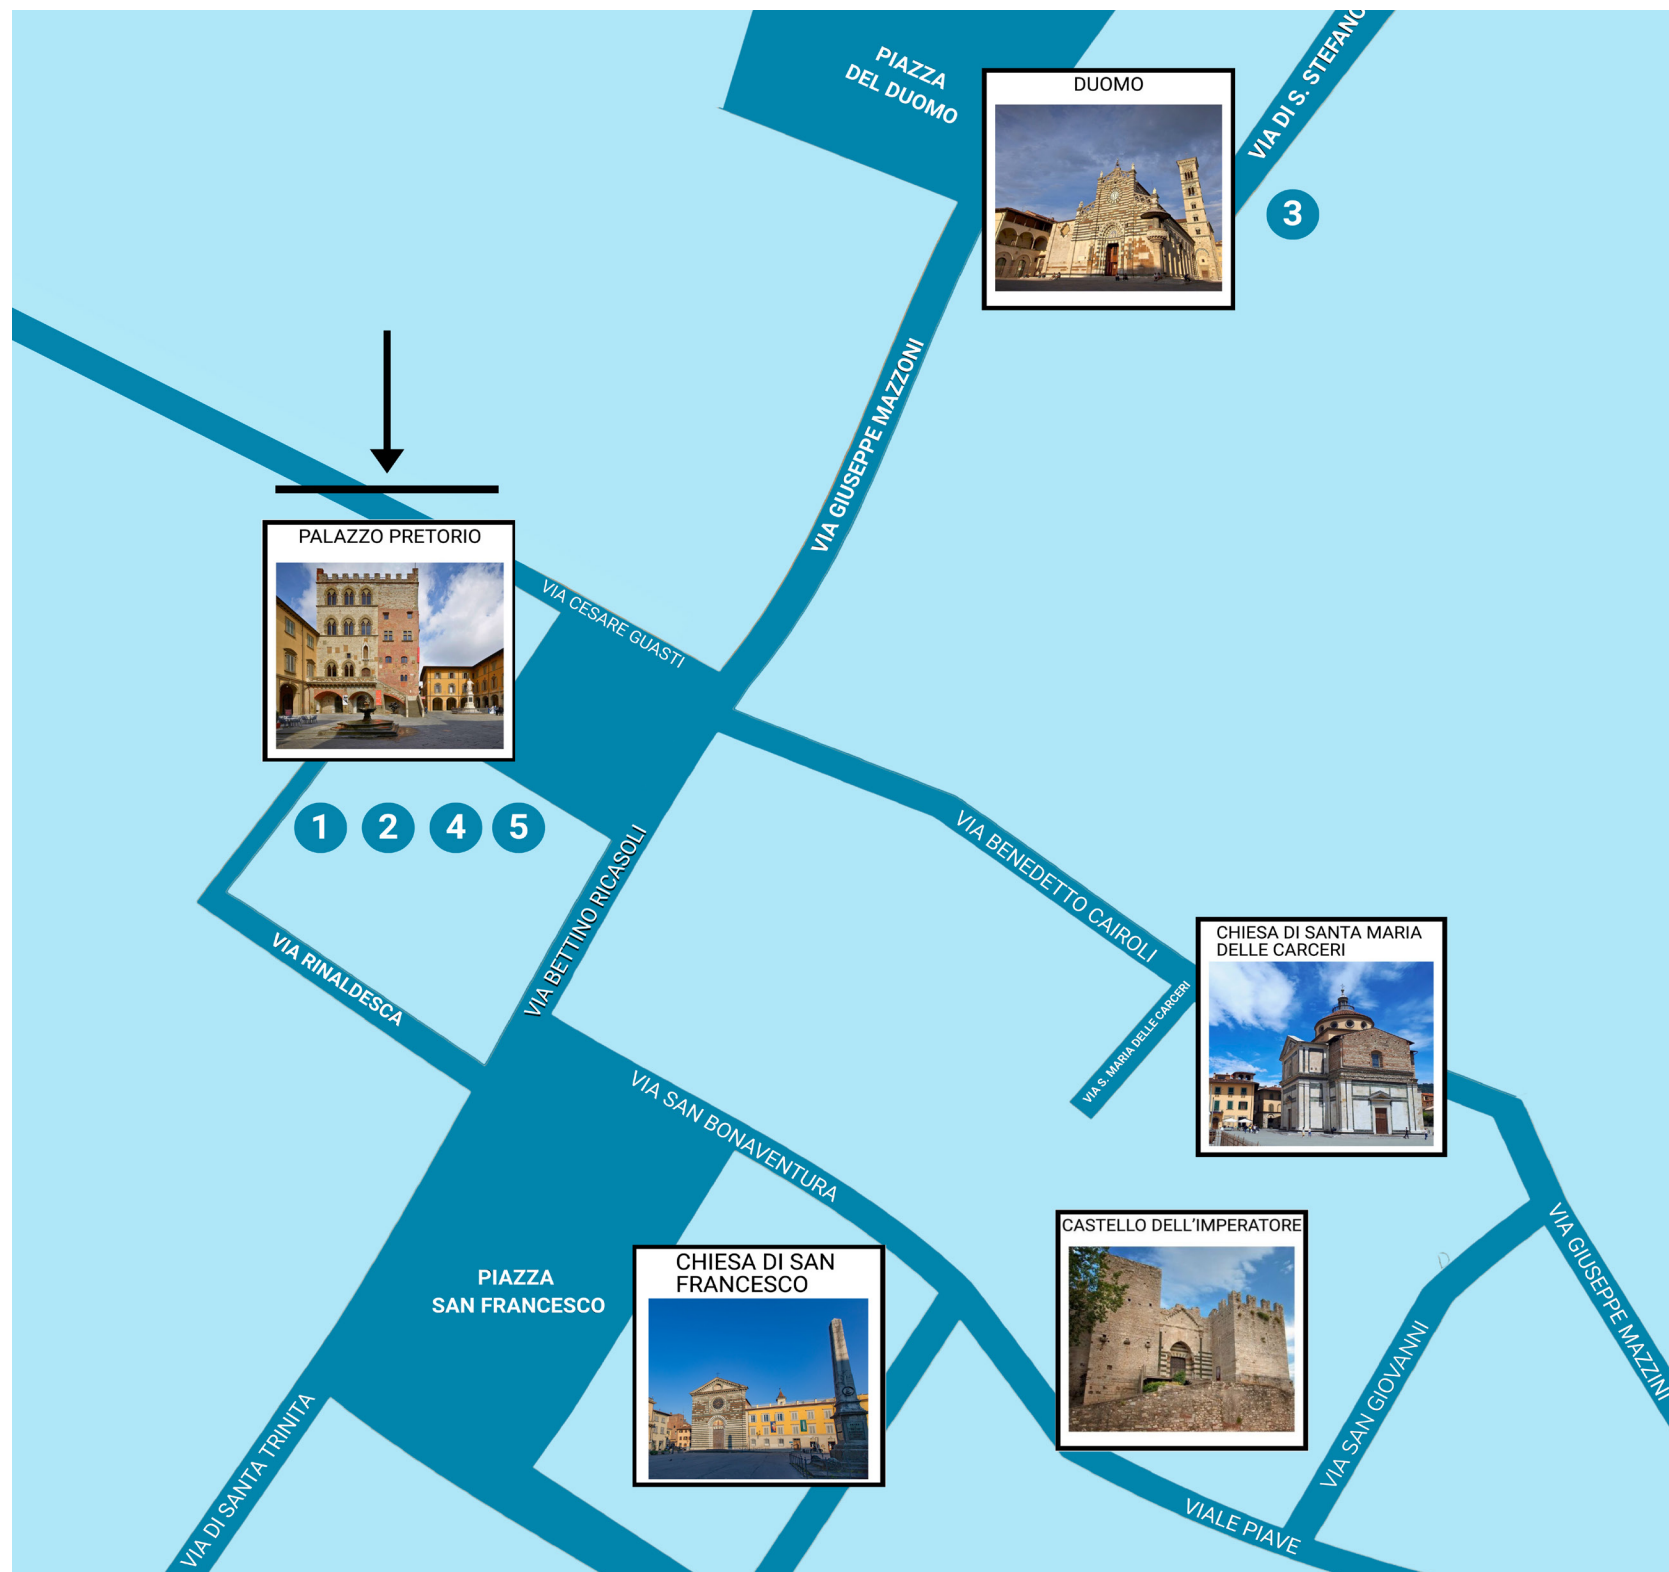 PIAZZA
DEL DUOMO
DUOMO
VIA DI S. STEFANO
3
VIA GIUSEPPE MAZZONI
PALAZZO PRETORIO
VIA CESARE GUASTI
1 2 4 5
VIA BETTINO RICASOLI
VIA RINALDESCA
VIA BENEDETTO CAIROLI
CHIESA DI SANTA MARIA
DELLE CARCERI
VIA S. MARIA DELLE CARCERI
VIA SAN BONAVENTURA
CASTELLO DELL'IMPERATORE
CHIESA DI SAN
FRANCESCO
PIAZZA
SAN FRANCESCO
VIA GIUSEPPE MAZZINI
VIA SAN GIOVANNI
VIA DI SANTA TRINITA
VIALE PIAVE